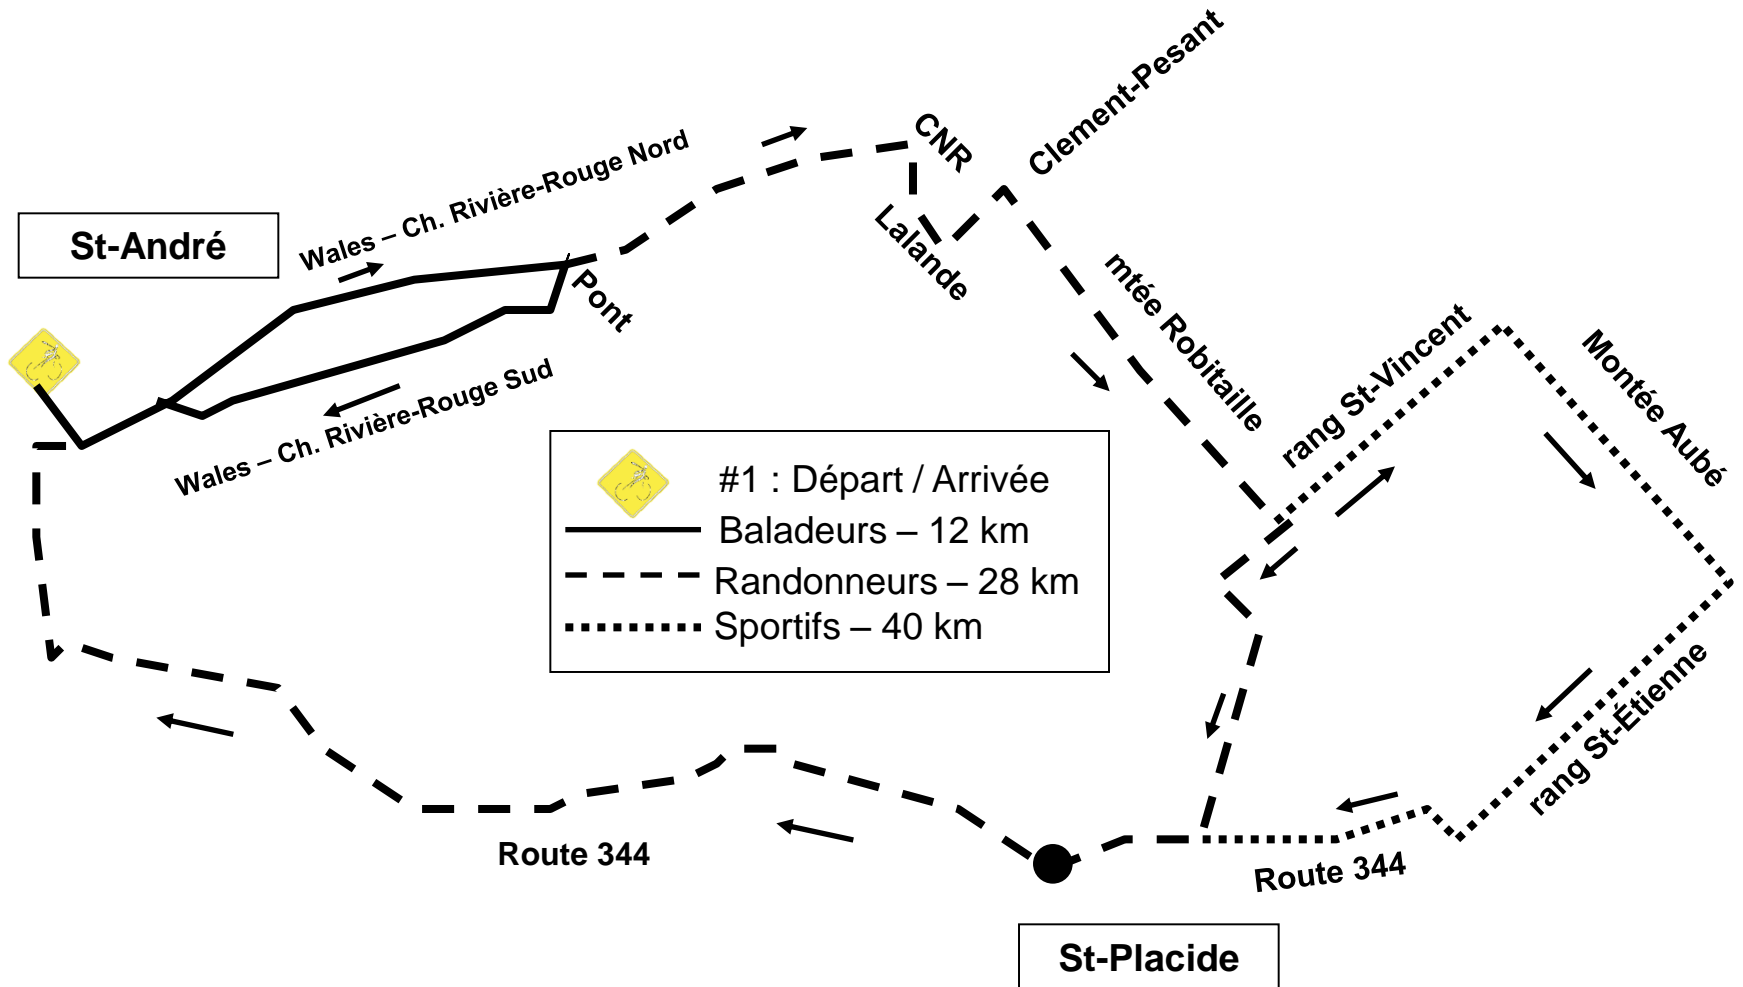 Clement-Pesant
CNR
Wales – Ch. Rivière-Rouge Nord
St-André
Lalande
Pont
mtée Robitaille
rang St-Vincent
Montée Aubé
Wales – Ch. Rivière-Rouge Sud
#1 : Départ / Arrivée
Baladeurs – 12 km
Randonneurs – 28 km
Sportifs – 40 km
rang St-Étienne
Route 344
Route 344
St-Placide